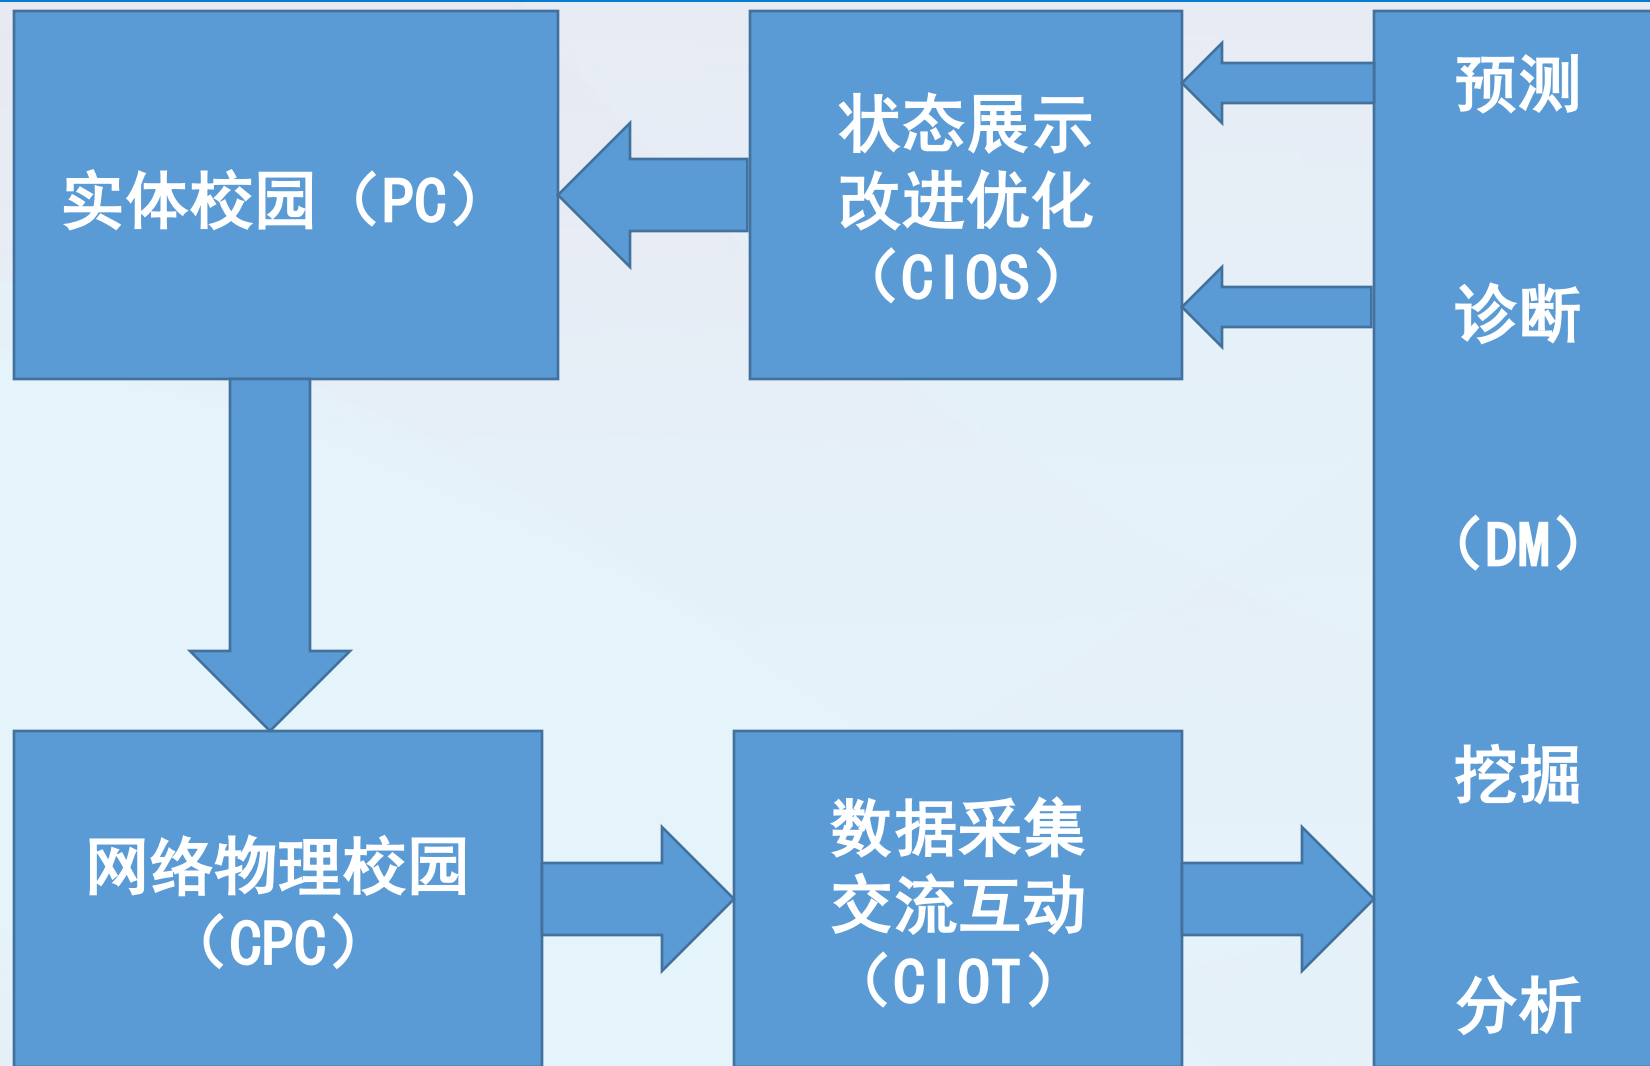 实体校园（PC）
状态展示
改进优化
（CIOS）
预测
诊断
（DM）
挖掘
分析
网络物理校园
（CPC）
数据采集
交流互动
（CIOT）